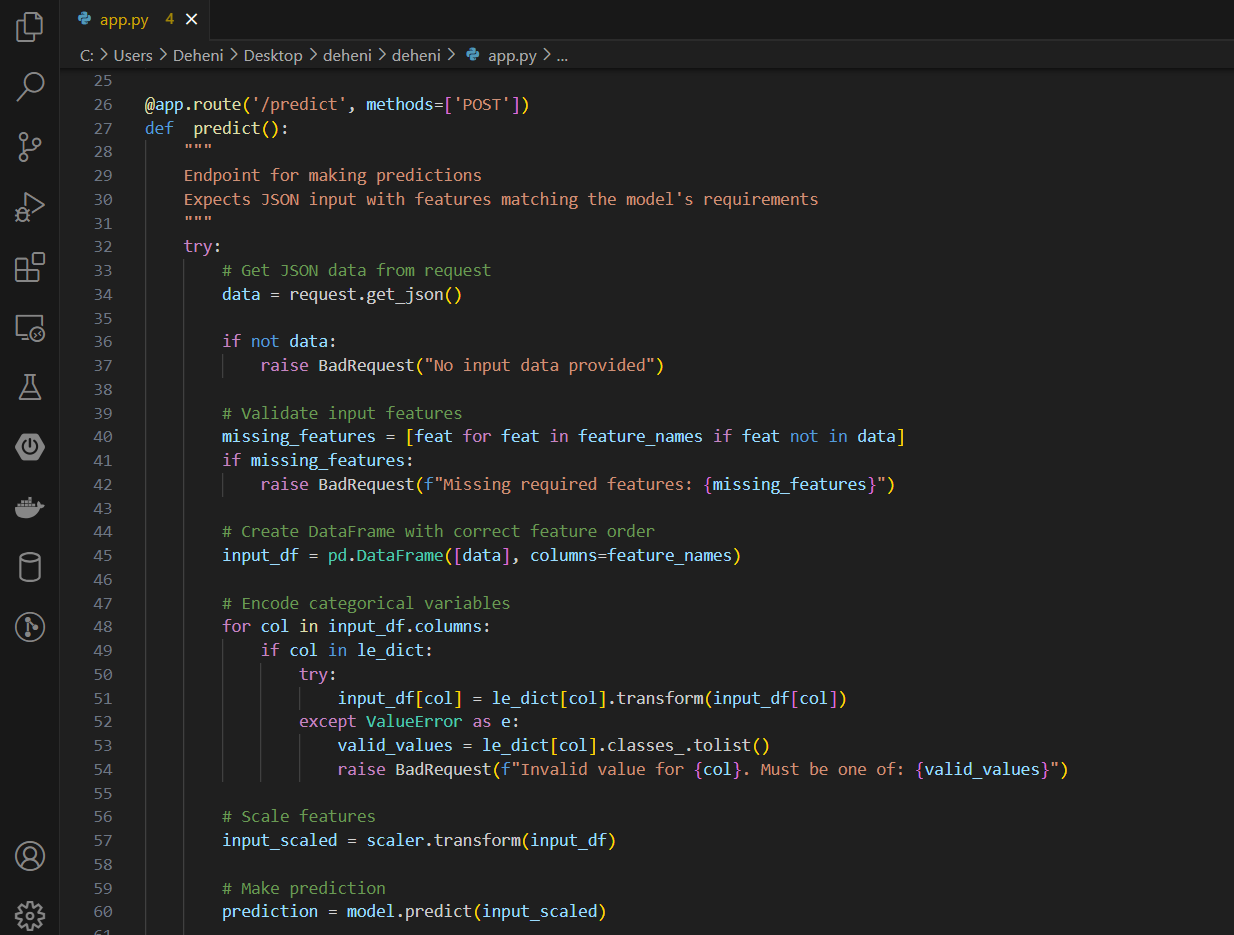 app.py 4
C: > Users > Deheni > Desktop > deheni > deheni > app.py > ...
25
26 @app.route('/predict', methods=['POST'])
27 def  predict():
28     """
29     Endpoint for making predictions
30     Expects JSON input with features matching the model's requirements
31     """
32     try:
33         # Get JSON data from request
34         data = request.get_json()
35
36         if not data:
37             raise BadRequest("No input data provided")
38
39         # Validate input features
40         missing_features = [feat for feat in feature_names if feat not in data]
41         if missing_features:
42             raise BadRequest(f"Missing required features: {missing_features}")
43
44         # Create DataFrame with correct feature order
45         input_df = pd.DataFrame([data], columns=feature_names)
46
47         # Encode categorical variables
48         for col in input_df.columns:
49             if col in le_dict:
50                 try:
51                     input_df[col] = le_dict[col].transform(input_df[col])
52                 except ValueError as e:
53                     valid_values = le_dict[col].classes_.tolist()
54                     raise BadRequest(f"Invalid value for {col}. Must be one of: {valid_values}")
55
56         # Scale features
57         input_scaled = scaler.transform(input_df)
58
59         # Make prediction
60         prediction = model.predict(input_scaled)
61